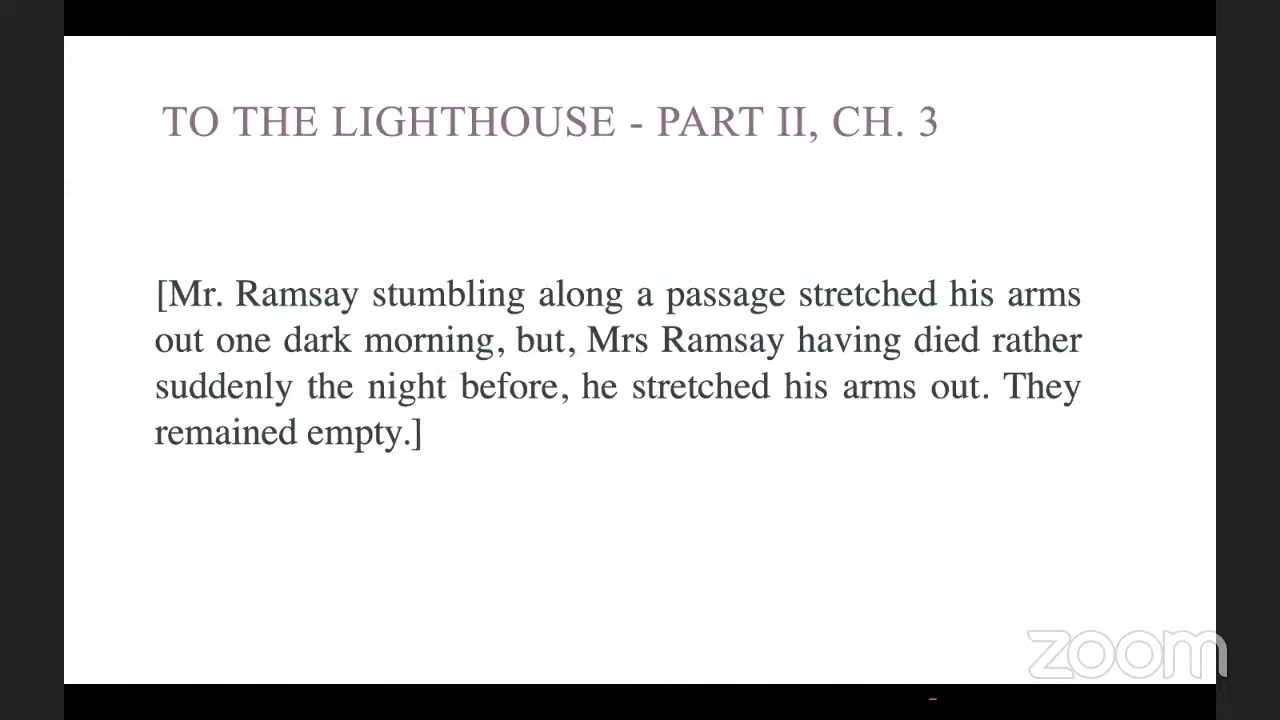 TO THE LIGHTHOUSE - PART II, CH. 3
[Mr. Ramsay stumbling along a passage stretched his arms
out one dark morning, but, Mrs Ramsay having died rather
suddenly the night before, he stretched his arms out. They
remained empty.]
zoom